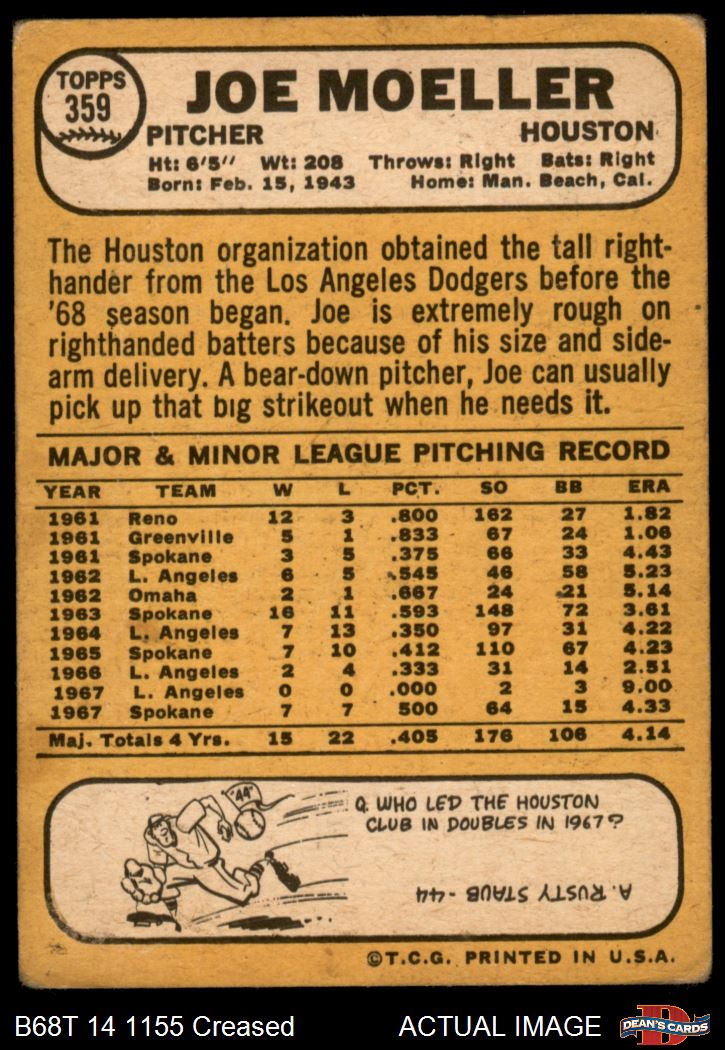 TOPPS
359
JOE MOELLER
PITCHER HOUSTON
Ht: 6'5" Wt: 208 Throws: Right Bats: Right
Born: Feb. 15, 1943 Home: Man. Beach, Cal.
The Houston organization obtained the tall right-
hander from the Los Angeles Dodgers before the
'68 season began. Joe is extremely rough on
righthanded batters because of his size and side-
arm delivery. A bear-down pitcher, Joe can usually
pick up that big strikeout when he needs it.
MAJOR & MINOR LEAGUE PITCHING RECORD
YEAR TEAM W L PCT. SO BB ERA
1961 Reno 12 3 .800 162 27 1.82
1961 Greenville 5 1 .833 67 24 1.06
1961 Spokane 3 5 .375 66 33 4.43
1962 L. Angeles 6 5 .545 46 58 5.23
1962 Omaha 2 1 .667 24 21 5.14
1963 Spokane 16 11 .593 148 72 3.61
1964 L. Angeles 7 13 .350 97 31 4.22
1965 Spokane 7 10 .412 110 67 4.23
1966 L. Angeles 2 4 .333 31 14 2.51
1967 L. Angeles 0 0 .000 2 3 9.00
1967 Spokane 7 7 500 64 15 4.33
Maj. Totals 4 Yrs. 15 22 .405 176 106 4.14
"44"
Q. WHO LED THE HOUSTON
CLUB IN DOUBLES IN 1967?
A. RUSTY STAUB - 44
©T.C.G. PRINTED IN U.S.A.
B68T 14 1155 Creased ACTUAL IMAGE
D
DEAN'S CARDS